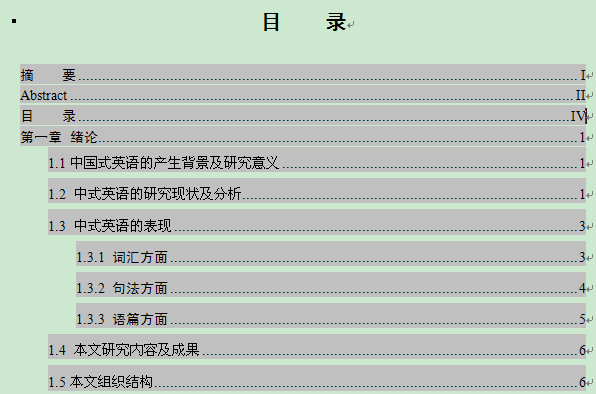 目 录
摘 要 I
Abstract II
目 录 IV
第一章 绪论 1
1.1 中国式英语的产生背景及研究意义 1
1.2 中式英语的研究现状及分析 1
1.3 中式英语的表现 3
1.3.1 词汇方面 3
1.3.2 句法方面 4
1.3.3 语篇方面 5
1.4 本文研究内容及成果 6
1.5 本文组织结构 6